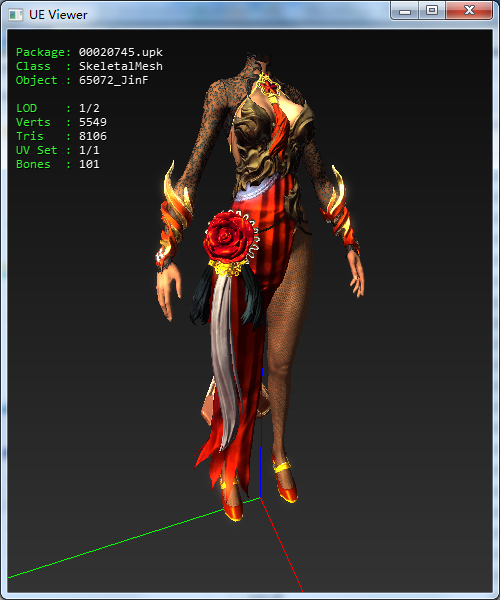 UE Viewer
Package: 00020745.upk
Class : SkeletalMesh
Object : 65072_JinF
LOD : 1/2
Verts : 5549
Tris : 8106
UV Set : 1/1
Bones : 101